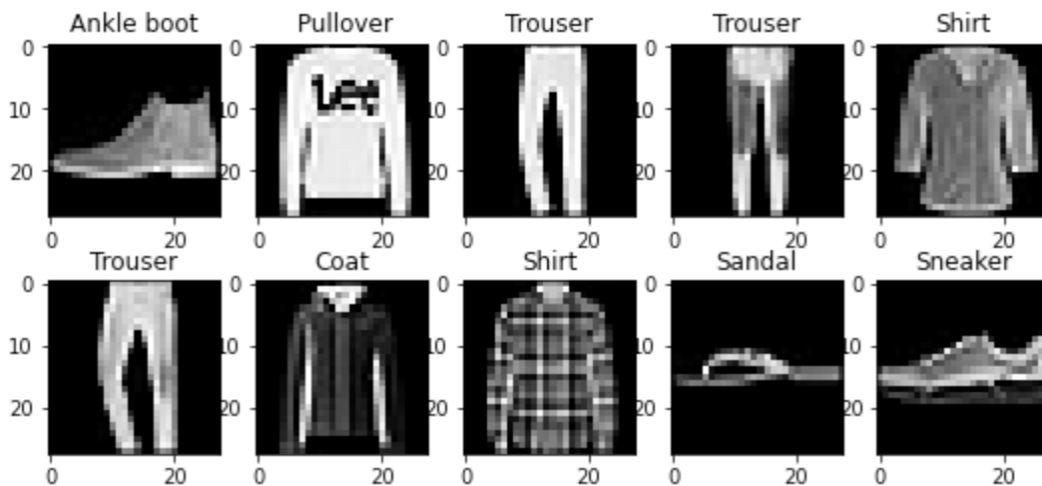 Ankle boot Pullover Trouser Trouser Shirt
0 0 0 0 0
10 10 10 10 10
20 20 20 20 20
0 20 0 20 0 20 0 20 0 20
Trouser Coat Shirt Sandal Sneaker
0 0 0 0 0
10 10 10 10 10
20 20 20 20 20
0 20 0 20 0 20 0 20 0 20